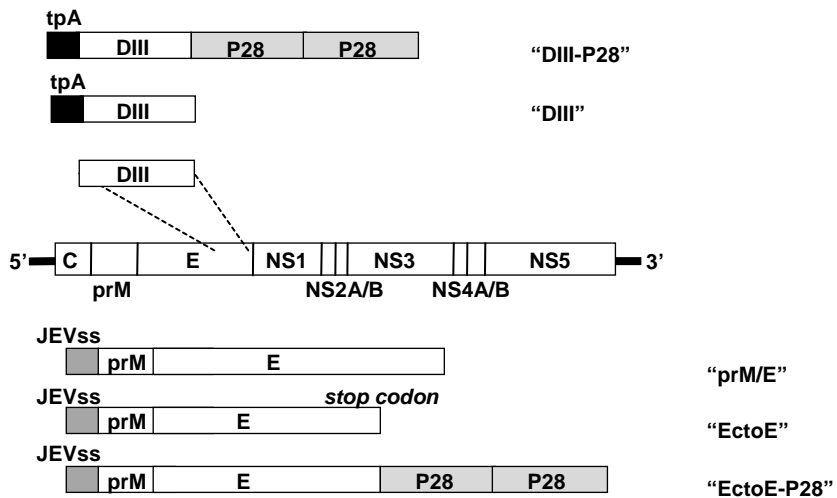 tpA
DIII P28 P28 “DIII-P28”
tpA
DIII “DIII”
DIII
5’ C E NS1 NS3 NS5 3’
prM NS2A/B NS4A/B
JEVss
prM E “prM/E”
JEVss stop codon
prM E “EctoE”
JEVss
prM E P28 P28 “EctoE-P28”